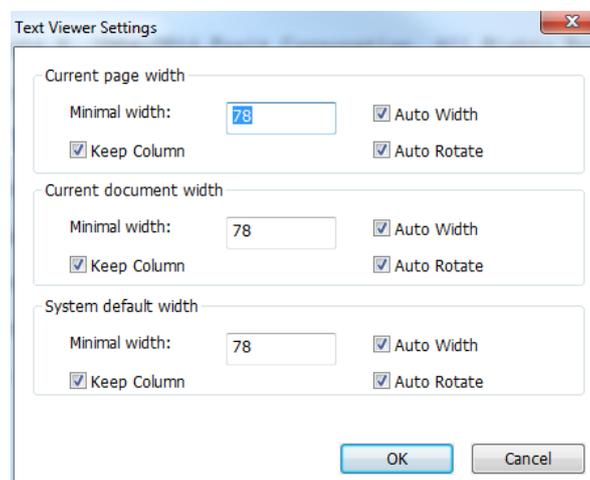 Text Viewer Settings
Current page width
Minimal width: 78 Auto Width
Keep Column Auto Rotate
Current document width
Minimal width: 78 Auto Width
Keep Column Auto Rotate
System default width
Minimal width: 78 Auto Width
Keep Column Auto Rotate
OK Cancel